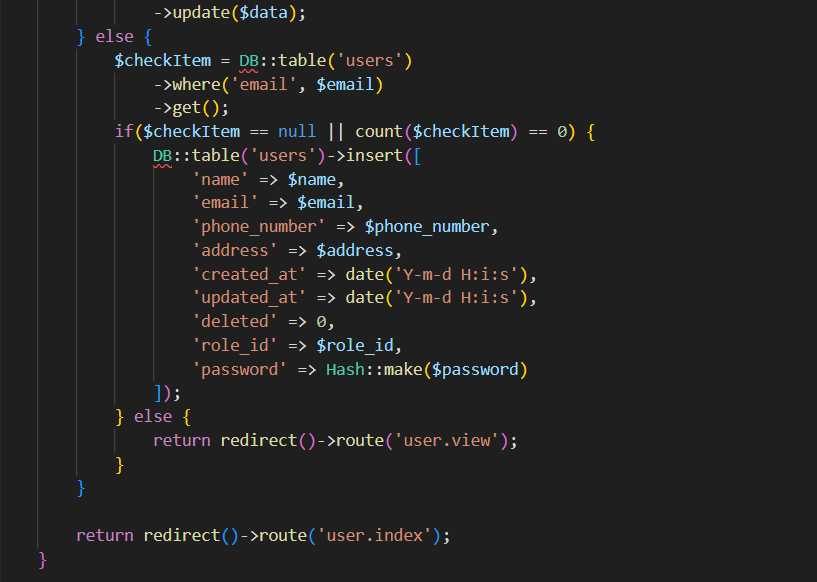 ->update($data);
} else {
$checkItem = DB::table('users')
->where('email', $email)
->get();
if($checkItem == null || count($checkItem) == 0) {
DB::table('users')->insert([
'name' => $name,
'email' => $email,
'phone_number' => $phone_number,
'address' => $address,
'created_at' => date('Y-m-d H:i:s'),
'updated_at' => date('Y-m-d H:i:s'),
'deleted' => 0,
'role_id' => $role_id,
'password' => Hash::make($password)
]);
} else {
return redirect()->route('user.view');
}
}
return redirect()->route('user.index');
}